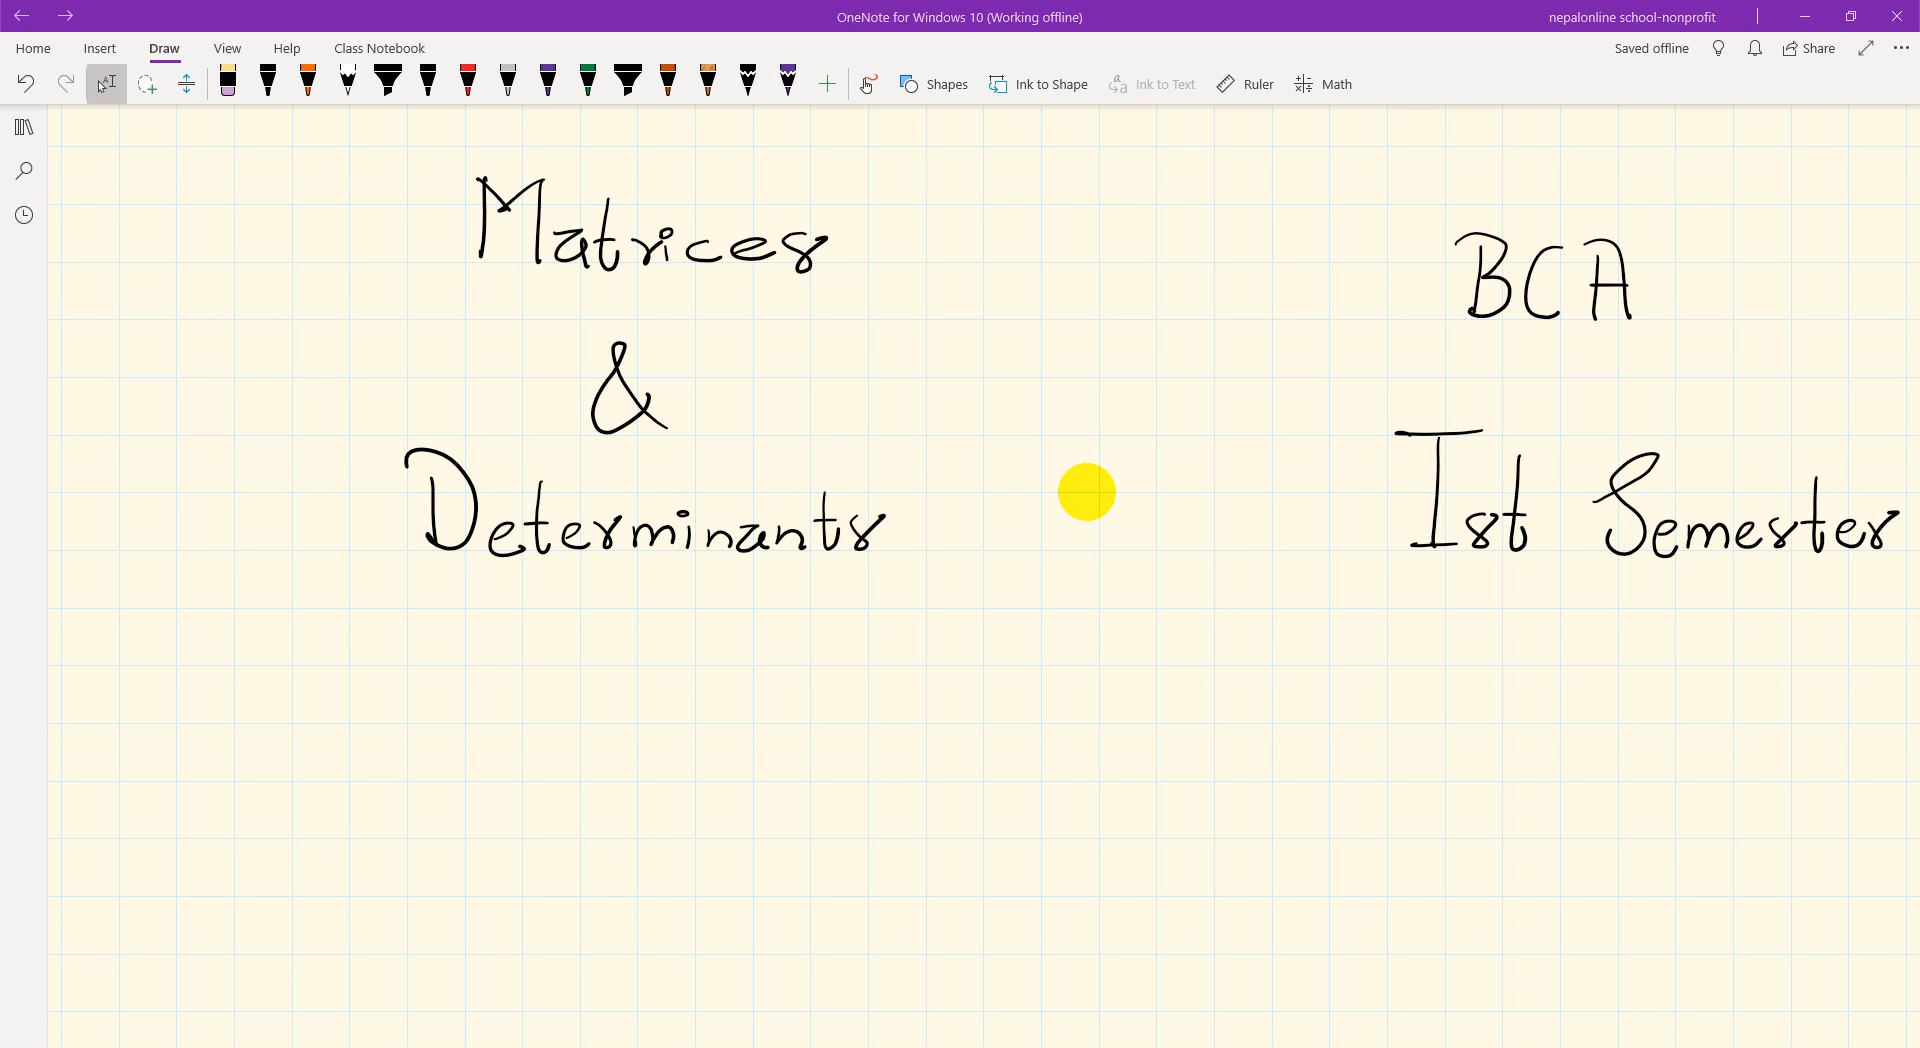 OneNote for Windows 10 (Working offline)
nepalonline school-nonprofit
Home Insert Draw View Help Class Notebook
Saved offline Share
Shapes Ink to Shape Ink to Text Ruler Math
Matrices
&
Determinants
BCA
Ist Semester